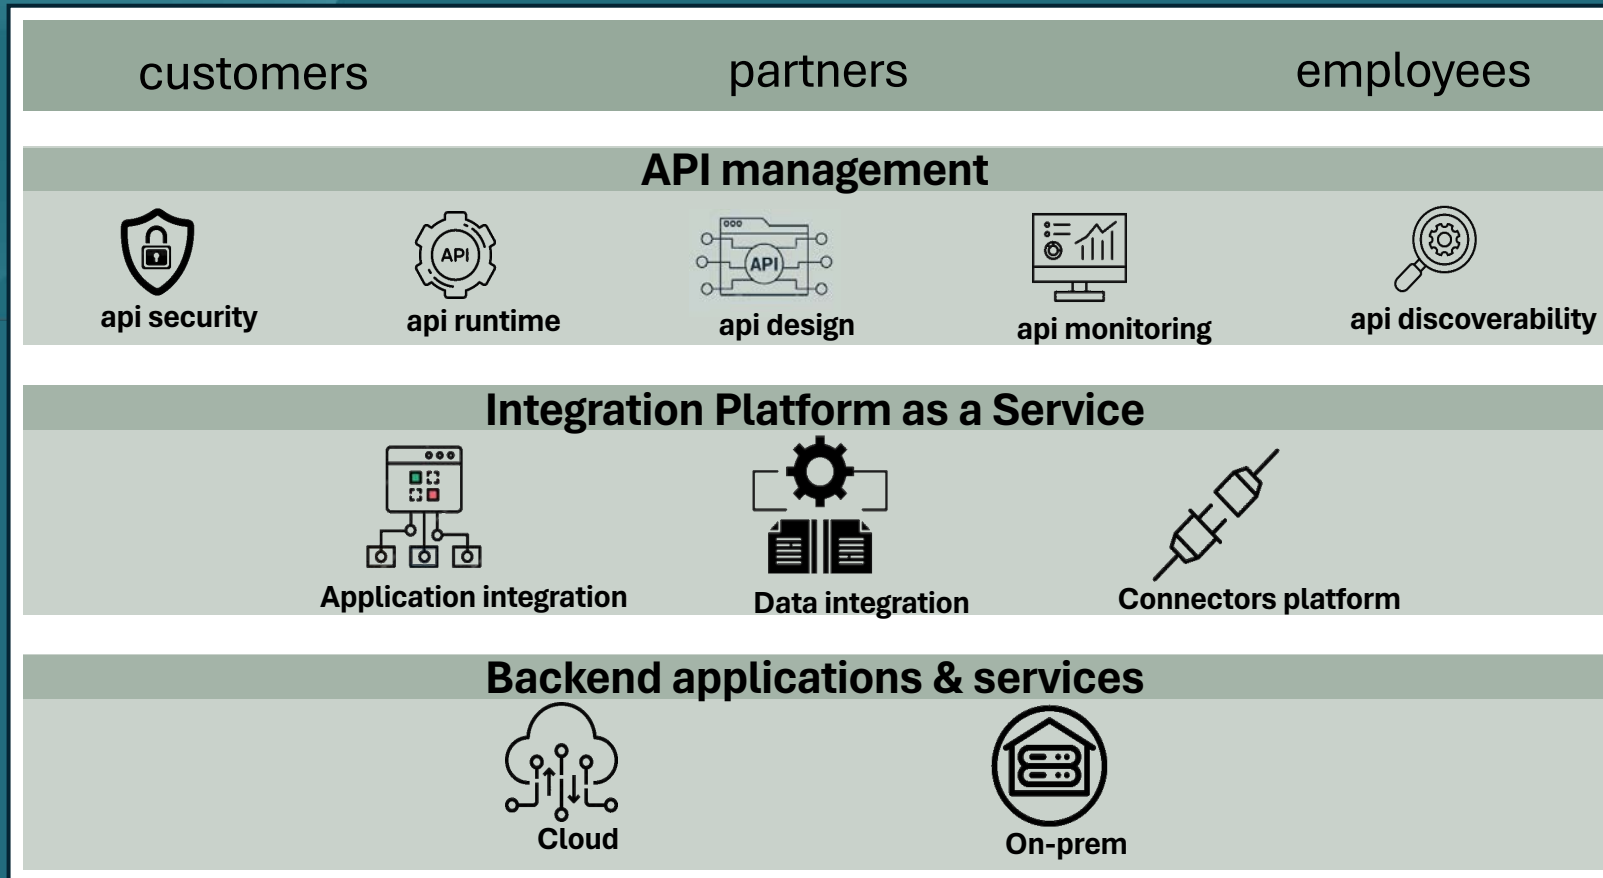 customers partners employees
API management
API
API
api security api runtime api design api monitoring api discoverability
Integration Platform as a Service
Application integration Data integration Connectors platform
Backend applications & services
Cloud On-prem